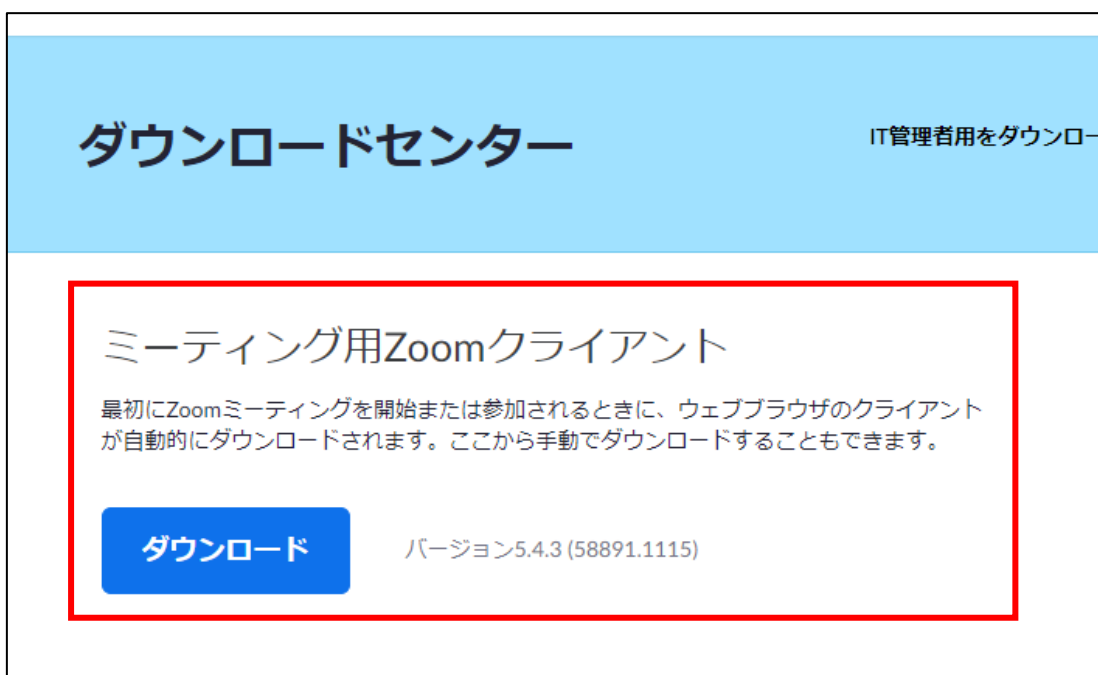 ダウンロードセンター
IT管理者用をダウンロー
ミーティング用Zoomクライアント
最初にZoomミーティングを開始または参加されるときに、ウェブブラウザのクライアント
が自動的にダウンロードされます。ここから手動でダウンロードすることもできます。
ダウンロード
バージョン5.4.3 (58891.1115)